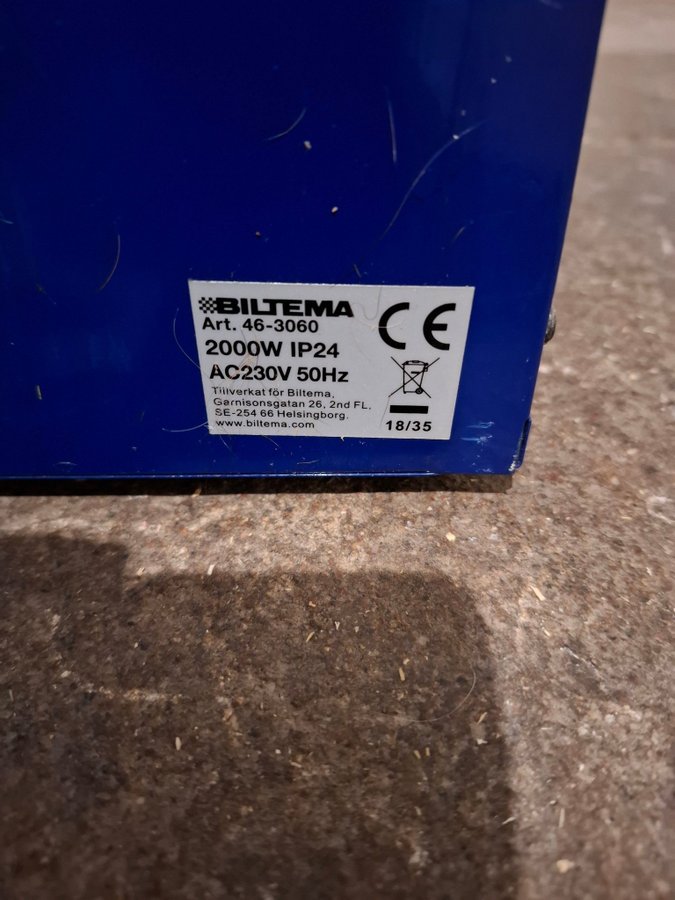 BILTEMA
Art. 46-3060
2000W IP24
AC230V 50Hz
Tillverkat för Biltema,
Garnisonsgatan 26, 2nd FL,
SE-254 66 Helsingborg.
www.biltema.com
CE
18/35